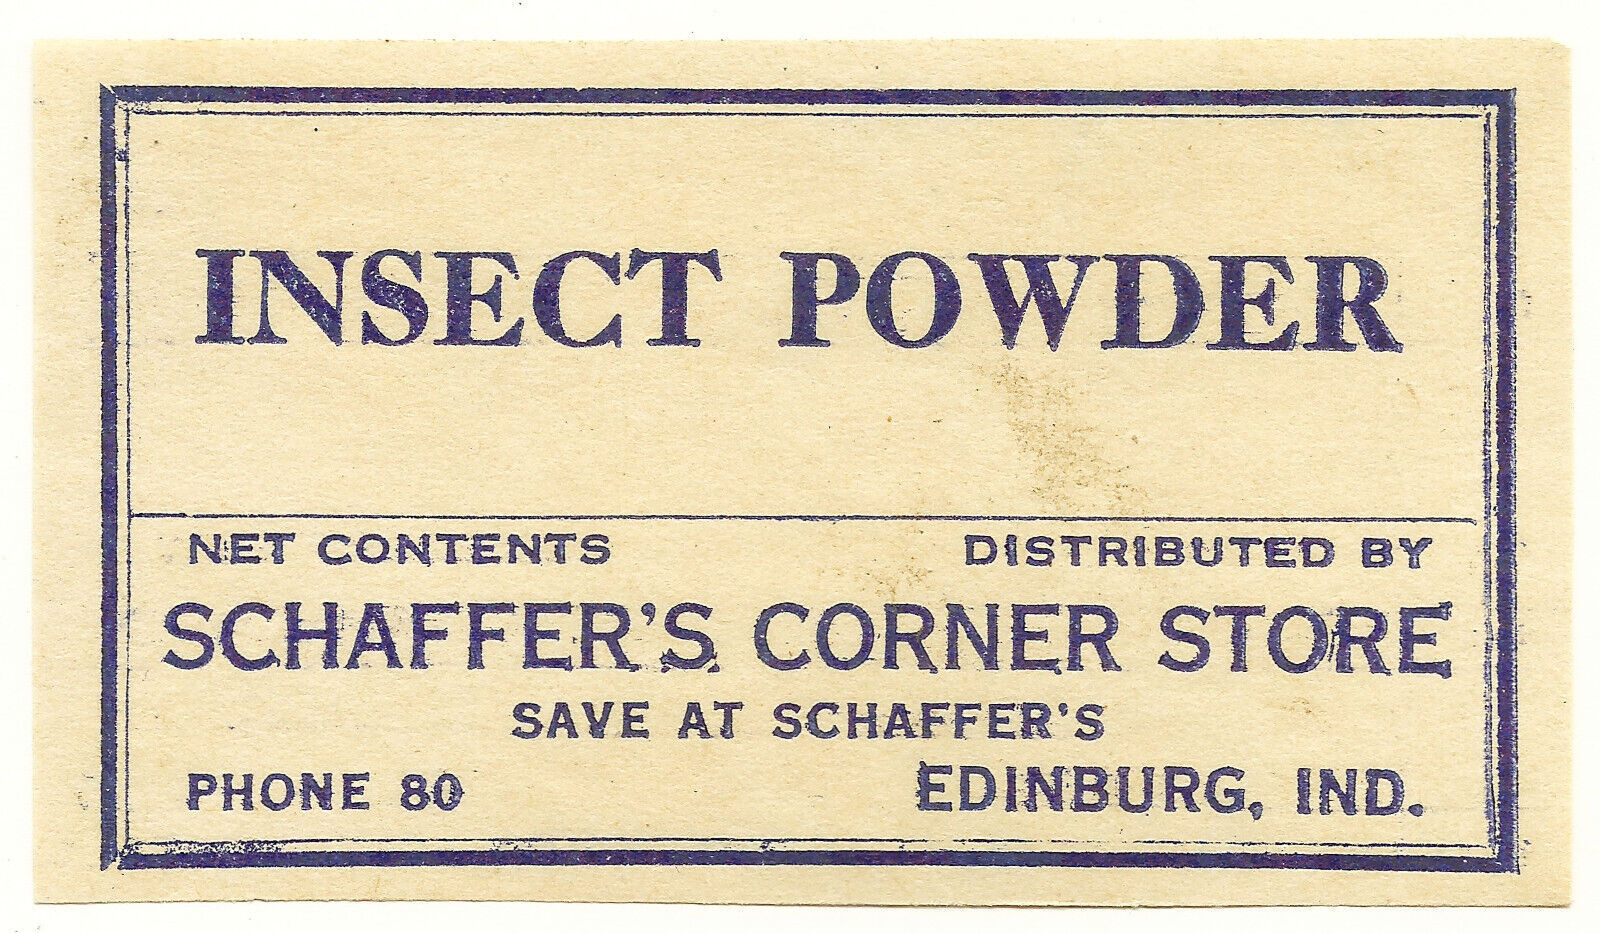 INSECT POWDER
NET CONTENTS DISTRIBUTED BY
SCHAFFER'S CORNER STORE
SAVE AT SCHAFFER'S
PHONE 80 EDINBURG, IND.